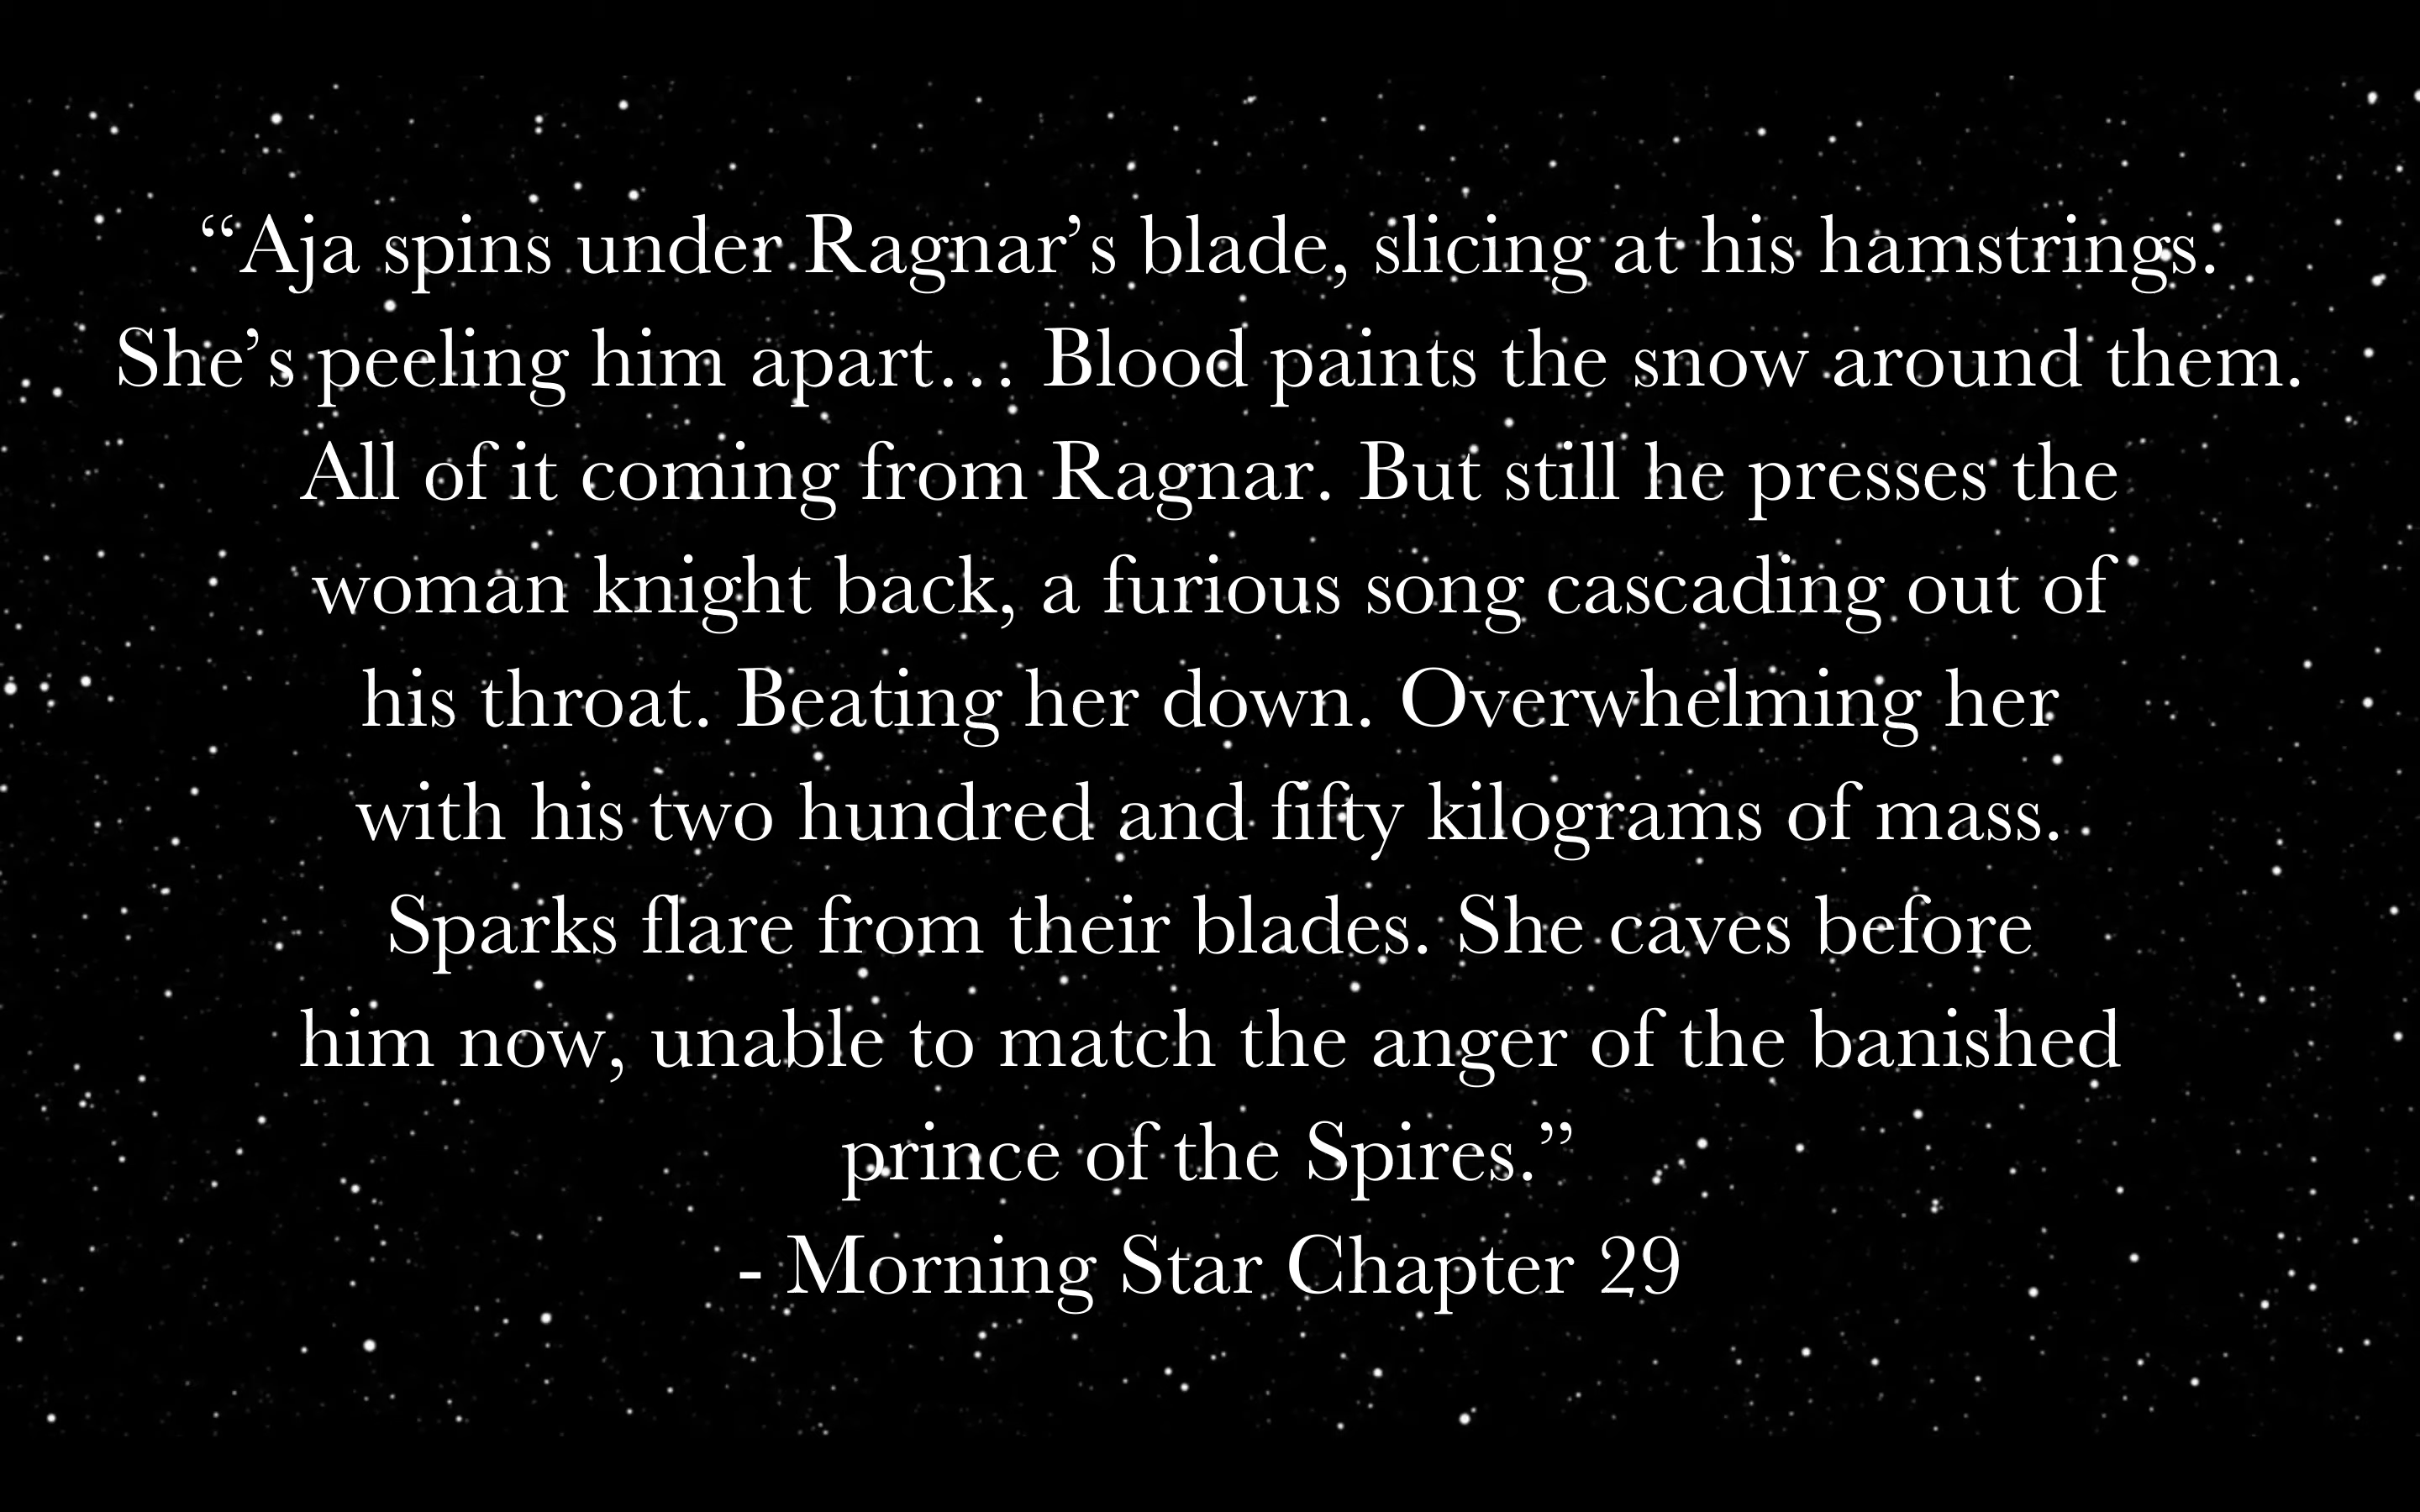 “Aja spins under Ragnar’s blade, slicing at his hamstrings.
She’s peeling him apart… Blood paints the snow around them.
All of it coming from Ragnar. But still he presses the
woman knight back, a furious song cascading out of
his throat. Beating her down. Overwhelming her
with his two hundred and fifty kilograms of mass.
Sparks flare from their blades. She caves before
him now, unable to match the anger of the banished
prince of the Spires.”
- Morning Star Chapter 29